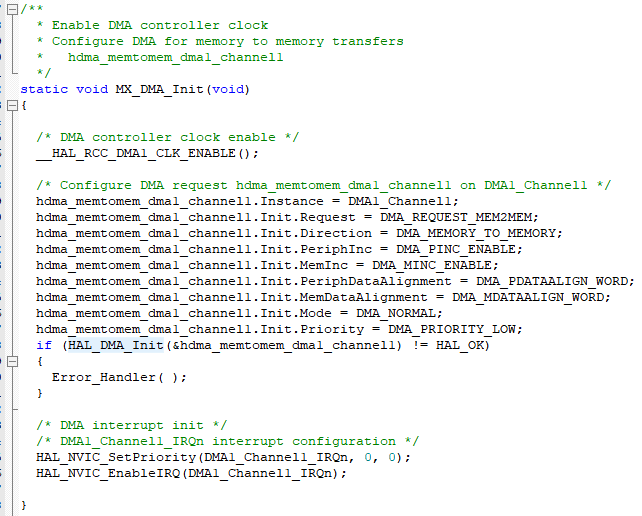 /**
* Enable DMA controller clock
* Configure DMA for memory to memory transfers
*   hdma_memtomem_dma1_channel1
*/
static void MX_DMA_Init(void)
{
/* DMA controller clock enable */
__HAL_RCC_DMA1_CLK_ENABLE();
/* Configure DMA request hdma_memtomem_dma1_channel1 on DMA1_Channel1 */
hdma_memtomem_dma1_channel1.Instance = DMA1_Channel1;
hdma_memtomem_dma1_channel1.Init.Request = DMA_REQUEST_MEM2MEM;
hdma_memtomem_dma1_channel1.Init.Direction = DMA_MEMORY_TO_MEMORY;
hdma_memtomem_dma1_channel1.Init.PeriphInc = DMA_PINC_ENABLE;
hdma_memtomem_dma1_channel1.Init.MemInc = DMA_MINC_ENABLE;
hdma_memtomem_dma1_channel1.Init.PeriphDataAlignment = DMA_PDATAALIGN_WORD;
hdma_memtomem_dma1_channel1.Init.MemDataAlignment = DMA_MDATAALIGN_WORD;
hdma_memtomem_dma1_channel1.Init.Mode = DMA_NORMAL;
hdma_memtomem_dma1_channel1.Init.Priority = DMA_PRIORITY_LOW;
if (HAL_DMA_Init(&hdma_memtomem_dma1_channel1) != HAL_OK)
{
Error_Handler( );
}
/* DMA interrupt init */
/* DMA1_Channel1_IRQn interrupt configuration */
HAL_NVIC_SetPriority(DMA1_Channel1_IRQn, 0, 0);
HAL_NVIC_EnableIRQ(DMA1_Channel1_IRQn);
}